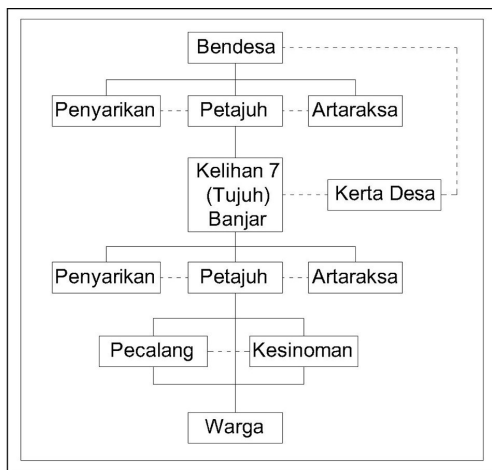 Bendesa
Penyarikan
Petajuh
Artaraksa
Kelihan 7
(Tujuh)
Banjar
Kerta Desa
Penyarikan
Petajuh
Artaraksa
Pecalang
Kesinoman
Warga